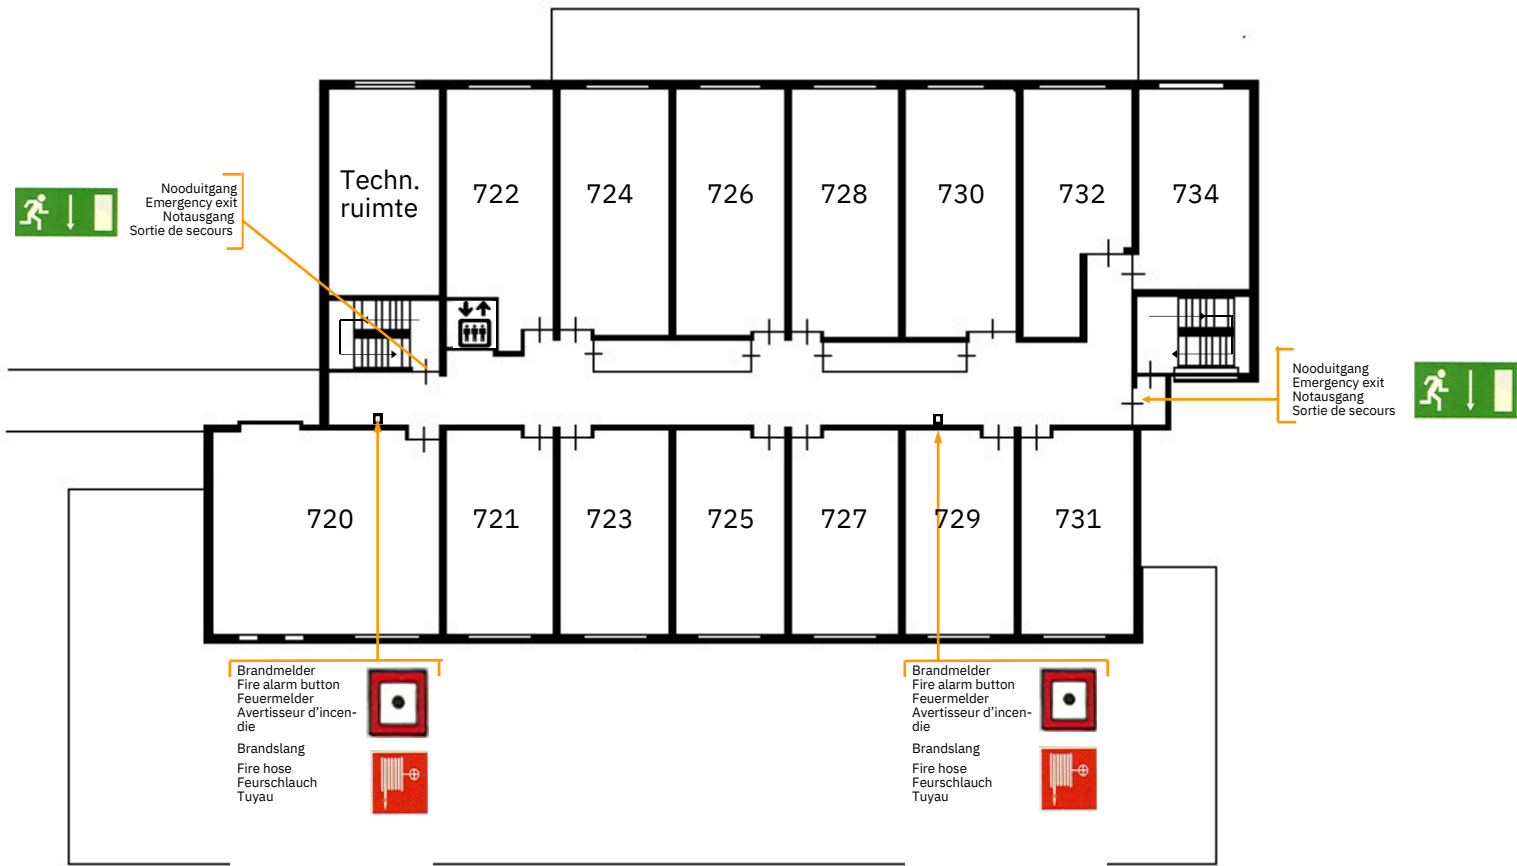 Techn.
ruimte
722
724
726
728
730
732
734
Nooduitgang
Emergency exit
Notausgang
Sortie de secours
Nooduitgang
Emergency exit
Notausgang
Sortie de secours
720
721
723
725
727
729
731
Brandmelder
Fire alarm button
Feuermelder
Avertisseur d'incen-
die
Brandslang
Fire hose
Feurschlauch
Tuyau
Brandmelder
Fire alarm button
Feuermelder
Avertisseur d'incen-
die
Brandslang
Fire hose
Feurschlauch
Tuyau